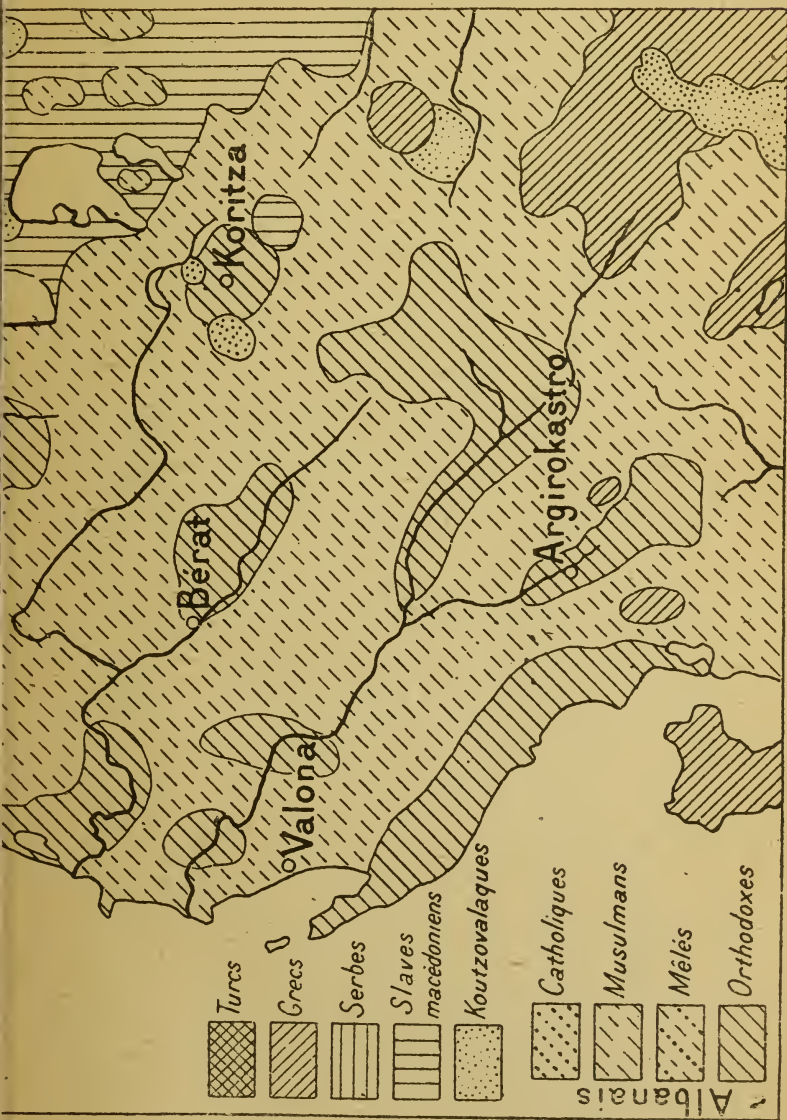 Koritza
Bérat
Argirokastro
Valona
Turcs
Grecs
Serbes
Slaves
macédoniens
Koutzovalaques
Albanais
Catholiques
Musulmans
Mêlés
Orthodoxes